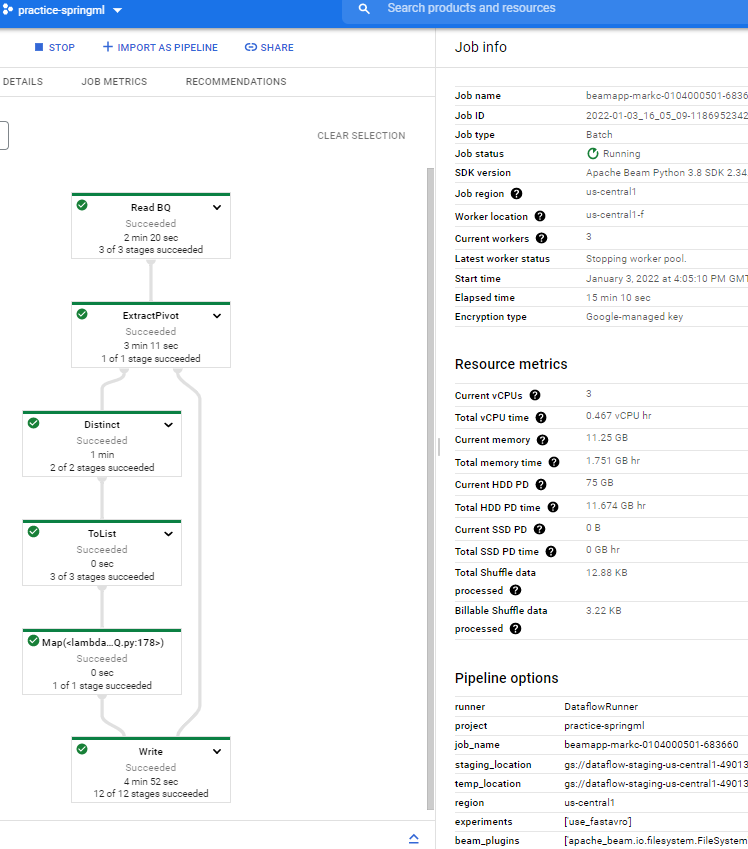 practice-springml
Search products and resources
STOP
IMPORT AS PIPELINE
SHARE
DETAILS
JOB METRICS
RECOMMENDATIONS
CLEAR SELECTION
Read BQ
Succeeded
2 min 20 sec
3 of 3 stages succeeded
ExtractPivot
Succeeded
3 min 11 sec
1 of 1 stage succeeded
Distinct
Succeeded
1 min
2 of 2 stages succeeded
ToList
Succeeded
0 sec
3 of 3 stages succeeded
Map(<lambda...Q.py:178>)
Succeeded
0 sec
1 of 1 stage succeeded
Write
Succeeded
4 min 52 sec
12 of 12 stages succeeded
Job info
Job name beamapp-markc-0104000501-6836
Job ID 2022-01-03_16_05_09-1186952342
Job type Batch
Job status Running
SDK version Apache Beam Python 3.8 SDK 2.34
Job region us-central1
Worker location us-central1-f
Current workers 3
Latest worker status Stopping worker pool.
Start time January 3, 2022 at 4:05:10 PM GMT
Elapsed time 15 min 10 sec
Encryption type Google-managed key
Resource metrics
Current vCPUs 3
Total vCPU time 0.467 vCPU hr
Current memory 11.25 GB
Total memory time 1.751 GB hr
Current HDD PD 75 GB
Total HDD PD time 11.674 GB hr
Current SSD PD 0 B
Total SSD PD time 0 GB hr
Total Shuffle data 12.88 KB
processed
Billable Shuffle data 3.22 KB
processed
Pipeline options
runner DataflowRunner
project practice-springml
job_name beamapp-markc-0104000501-683660
staging_location gs://dataflow-staging-us-central1-49013
temp_location gs://dataflow-staging-us-central1-49013
region us-central1
experiments ['use_fastavro']
beam_plugins ['apache_beam.io.filesystem.FileSystem